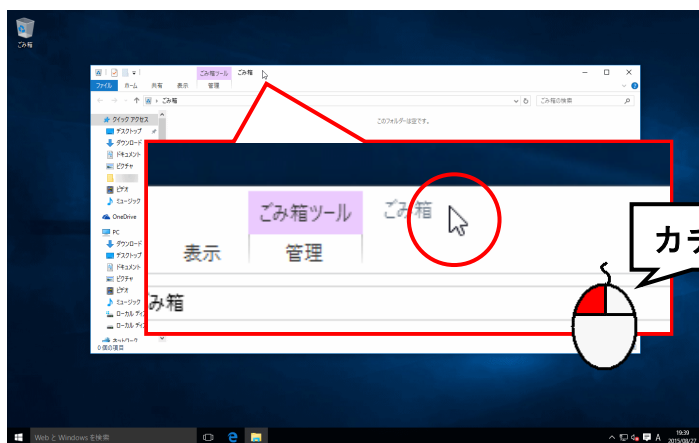 ごみ箱
ごみ箱ツール ごみ箱
ファイル ホーム 共有 表示 管理
ごみ箱
ごみ箱の検索
このフォルダーは空です。
クイック アクセス
デスクトップ
ダウンロード
ドキュメント
ピクチャ
ビデオ
ミュージック
OneDrive
PC
ダウンロード
デスクトップ
ドキュメント
ピクチャ
ビデオ
ミュージック
ローカル ディ
ローカル ディ
ネットワーク
0 個の項目
ごみ箱ツール ごみ箱
表示 管理
み箱
カチ
Web と Windows を検索
A
19:39
2015/08/20